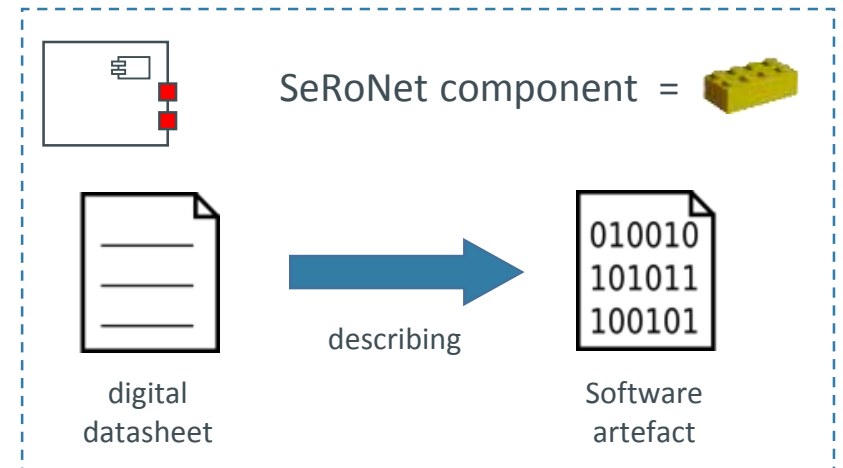 SeRoNet component =
010010
101011
100101
describing
digital
datasheet
Software
artefact